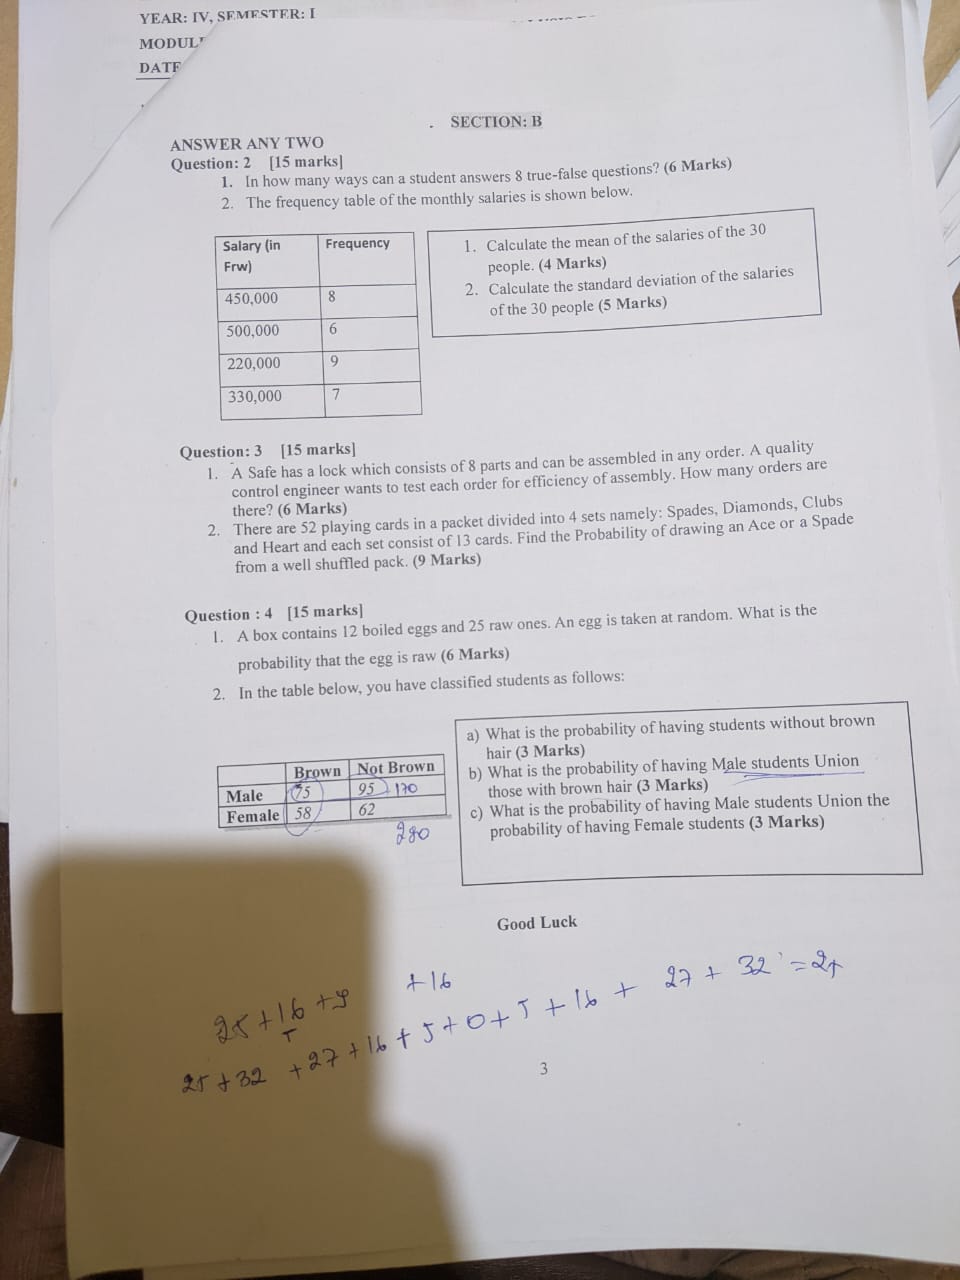 YEAR: IV, SEMESTER: I
MODUL
DATE
SECTION: B
ANSWER ANY TWO
Question: 2 [15 marks]
1. In how many ways can a student answers 8 true-false questions? (6 Marks)
2. The frequency table of the monthly salaries is shown below.
Salary (in Frw) Frequency
450,000 8
500,000 6
220,000 9
330,000 7
1. Calculate the mean of the salaries of the 30
people. (4 Marks)
2. Calculate the standard deviation of the salaries
of the 30 people (5 Marks)
Question: 3 [15 marks]
1. A Safe has a lock which consists of 8 parts and can be assembled in any order. A quality
control engineer wants to test each order for efficiency of assembly. How many orders are
there? (6 Marks)
2. There are 52 playing cards in a packet divided into 4 sets namely: Spades, Diamonds, Clubs
and Heart and each set consist of 13 cards. Find the Probability of drawing an Ace or a Spade
from a well shuffled pack. (9 Marks)
Question : 4 [15 marks]
1. A box contains 12 boiled eggs and 25 raw ones. An egg is taken at random. What is the
probability that the egg is raw (6 Marks)
2. In the table below, you have classified students as follows:
Brown Not Brown
Male 75 95 170
Female 58 62
280
a) What is the probability of having students without brown
hair (3 Marks)
b) What is the probability of having Male students Union
those with brown hair (3 Marks)
c) What is the probability of having Male students Union the
probability of having Female students (3 Marks)
Good Luck
25+16+9 +16
25+32 +27+16+5+0+5+16+ 27+32=
3